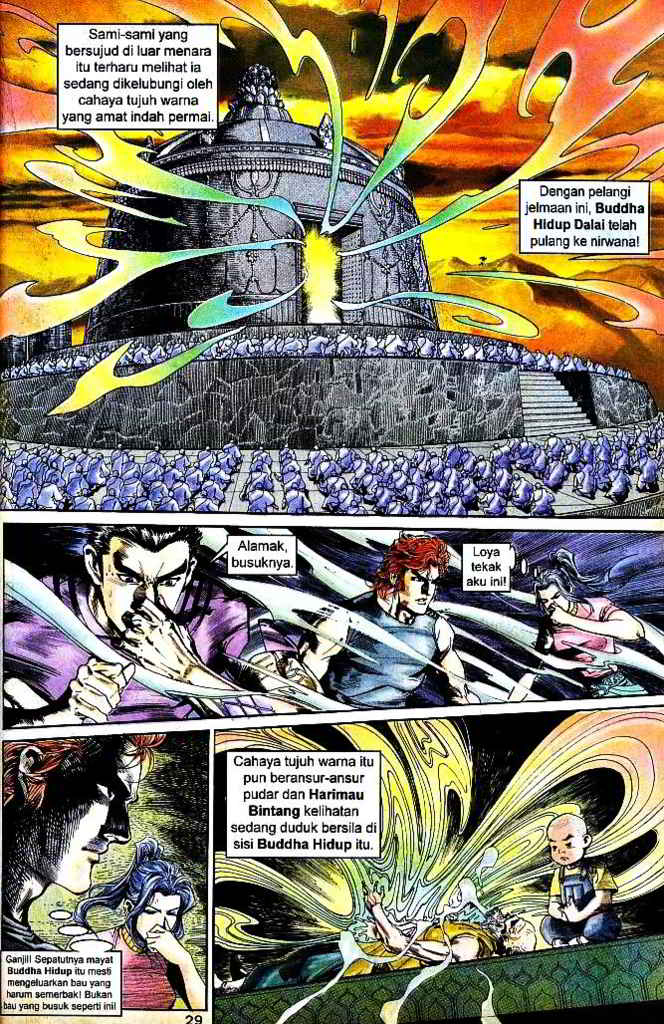 Sami-sami yang
bersujud di luar menara
itu terharu melihat ia
sedang dikelubungi oleh
cahaya tujuh warna
yang amat indah permai.
Dengan pelangi
jelmaan ini, Buddha
Hidup Dalai telah
pulang ke nirwana!
Alamak,
busuknya.
Loya
tekak
aku ini!
Cahaya tujuh warna itu
pun beransur-ansur
pudar dan Harimau
Bintang kelihatan
sedang duduk bersila di
sisi Buddha Hidup itu.
Ganjil! Sepatutnya mayat
Buddha Hidup itu mesti
mengeluarkan bau yang
harum semerbak! Bukan
bau yang busuk seperti ini!
29